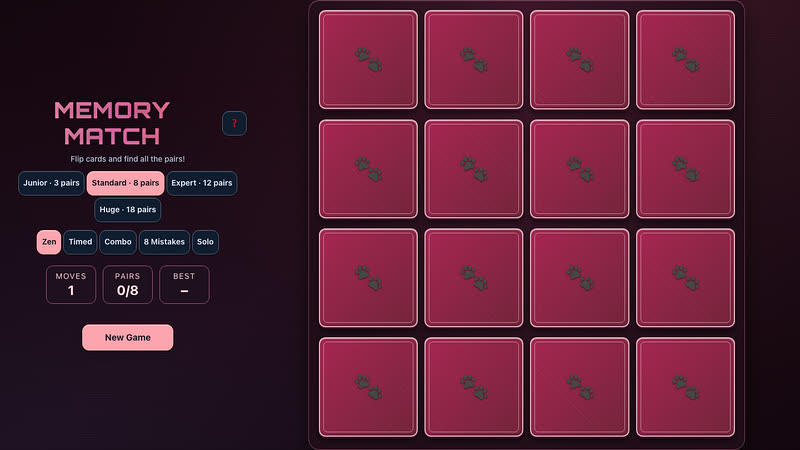 MEMORY
MATCH
?
Flip cards and find all the pairs!
Junior · 3 pairs
Standard · 8 pairs
Expert · 12 pairs
Huge · 18 pairs
Zen
Timed
Combo
8 Mistakes
Solo
MOVES
1
PAIRS
0/8
BEST
–
New Game